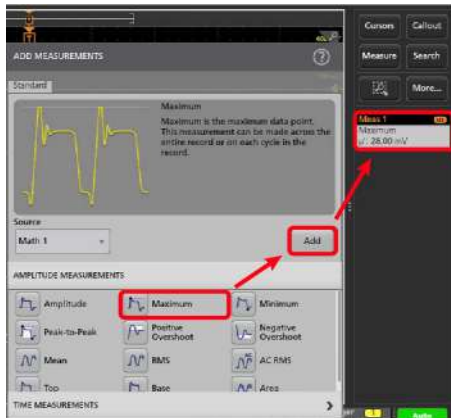 Cursors
Callout
ADD MEASUREMENTS
?
Measure
Search
Standard
More...
Maximum
Maximum is the maximum data point.
This measurement can be made across the
entire record or on each cycle in the
record.
Meas 1
Maximum
μ': 28.00 mV
Source
Math 1
Add
AMPLITUDE MEASUREMENTS
Amplitude
Maximum
Minimum
Peak-to-Peak
Positive
Overshoot
Negative
Overshoot
Mean
RMS
AC RMS
Top
Base
Area
TIME MEASUREMENTS